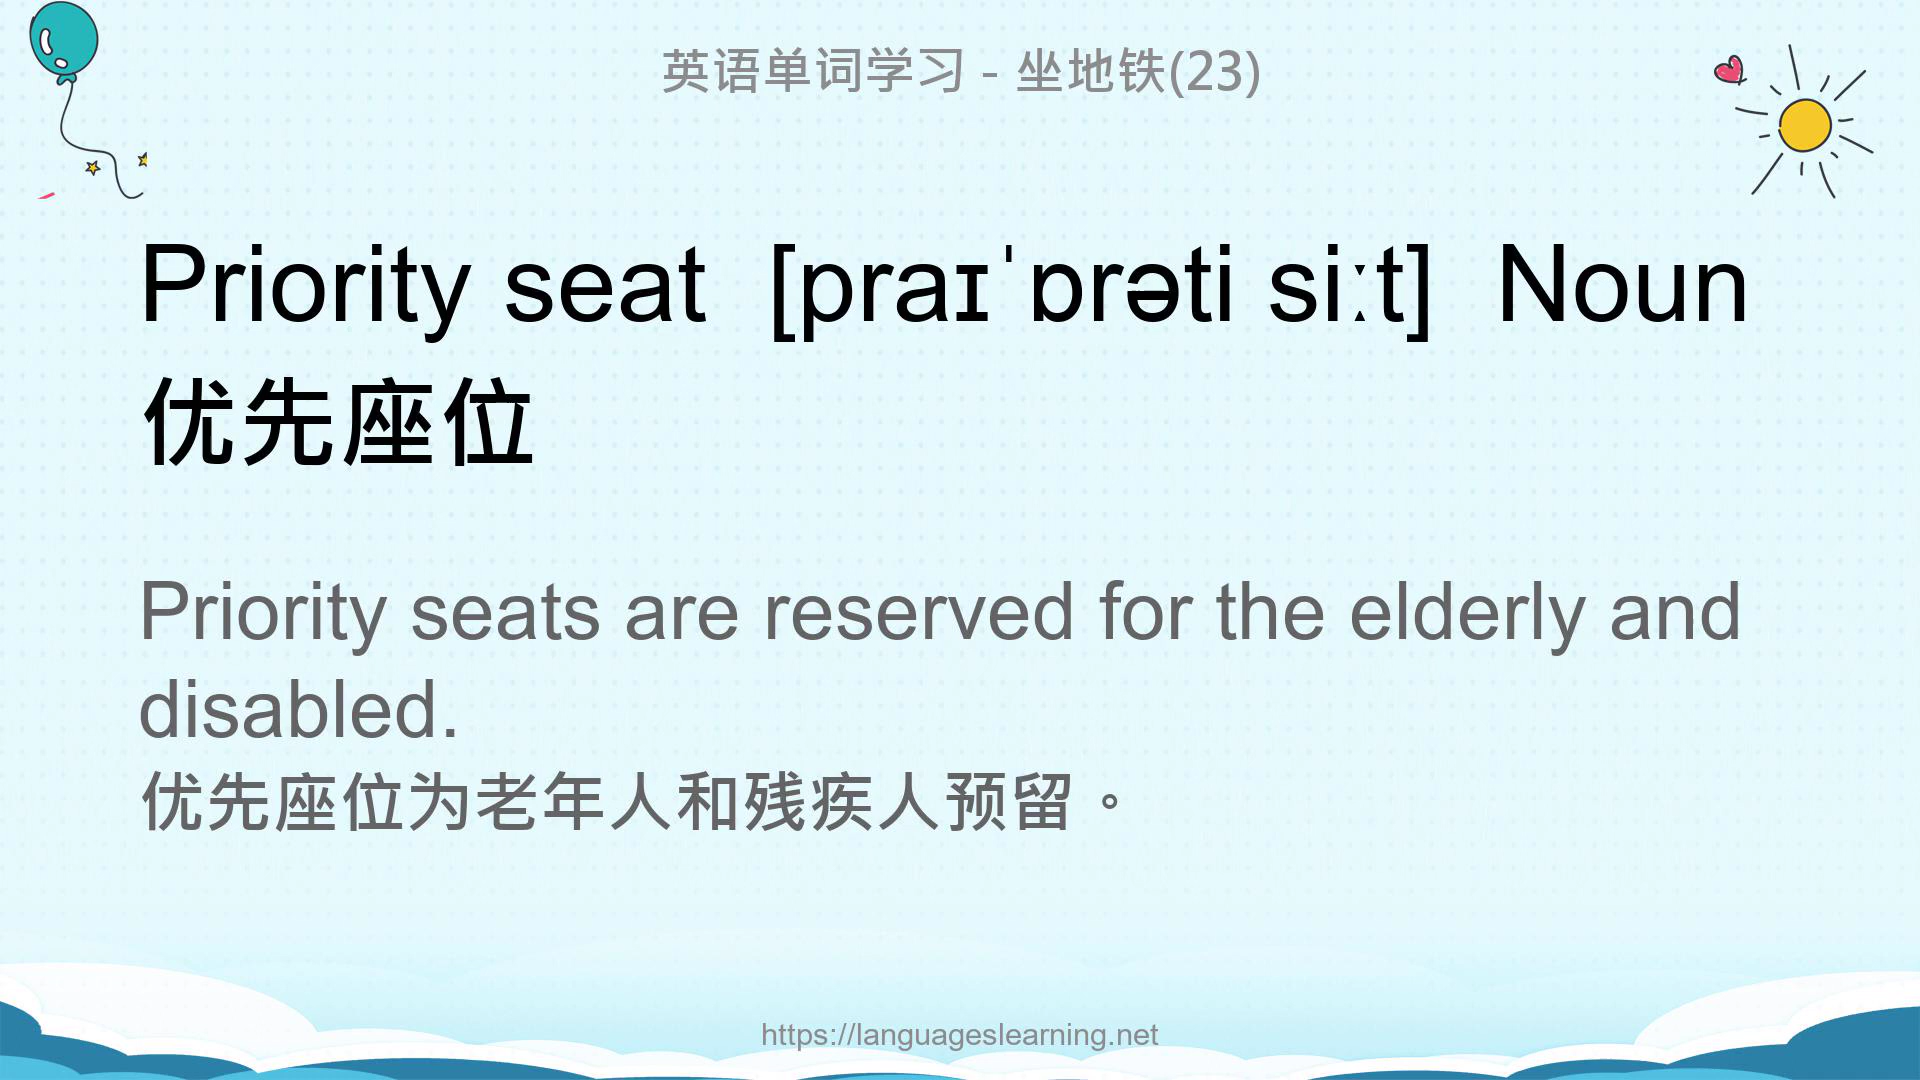 英语单词学习 - 坐地铁(23)
Priority seat [praɪˈɒrəti siːt] Noun
优先座位
Priority seats are reserved for the elderly and
disabled.
优先座位为老年人和残疾人预留。
https://languageslearning.net